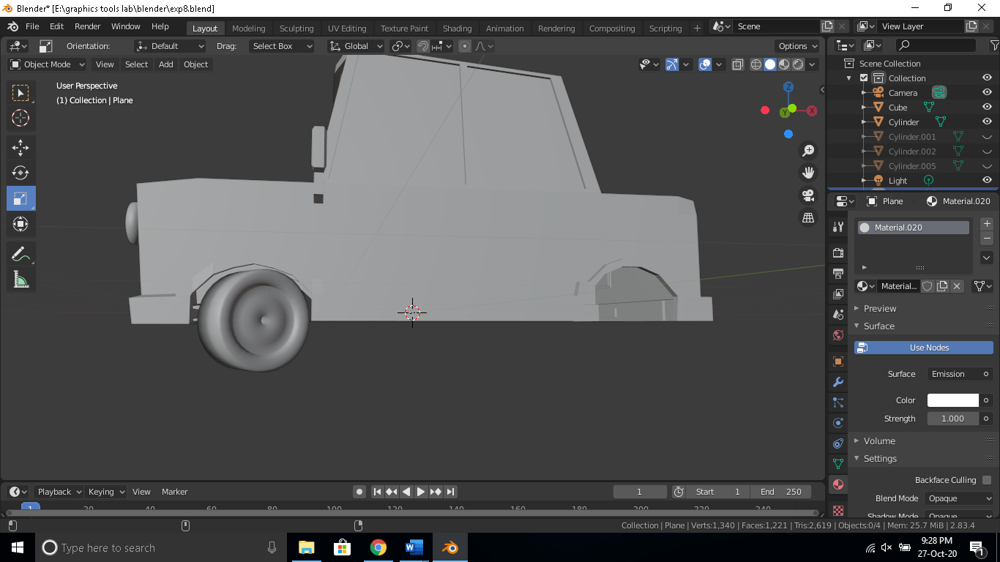 Blender* [E:\graphics tools lab\blender\exp8.blend]
File Edit Render Window Help Layout Modeling Sculpting UV Editing Texture Paint Shading Animation Rendering Compositing Scripting + Scene View Layer
Orientation: Default Drag: Select Box Global Options
Object Mode View Select Add Object
User Perspective
(1) Collection | Plane
Z
Y
X
Scene Collection
Collection
Camera
Cube
Cylinder
Cylinder.001
Cylinder.002
Cylinder.005
Light
Plane Material.020
Material.020
Material...
Preview
Surface
Use Nodes
Surface Emission
Color
Strength 1.000
Volume
Settings
Backface Culling
Blend Mode Opaque
Shadow Mode Opaque
Playback Keying View Marker 1 Start 1 End 250
1 20 40 60 80 100 120 140 160 180 200 220 240
Collection | Plane | Verts:1,340 | Faces:1,221 | Tris:2,619 | Objects:0/4 | Mem: 25.7 MiB | 2.83.4
Type here to search
9:28 PM
27-Oct-20
1